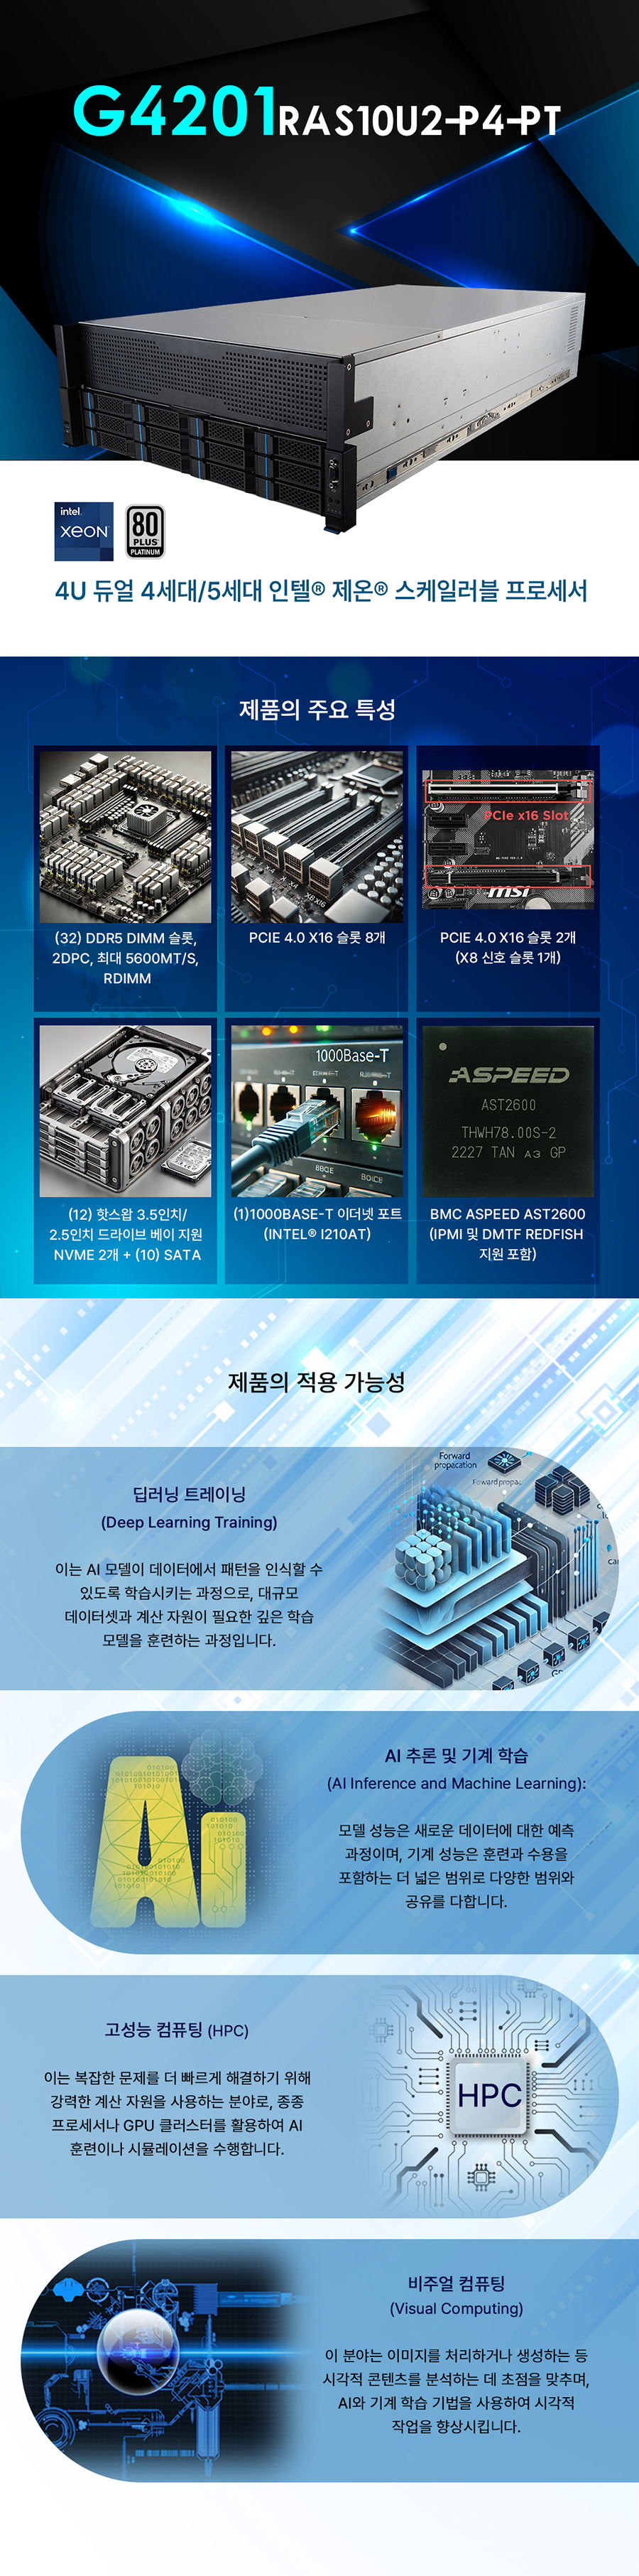 G4201RAS10U2-P4-PT
intel
xeon
80
PLUS
PLATINUM
4U 듀얼 4세대/5세대 인텔® 제온® 스케일러블 프로세서
제품의 주요 특성
PCIe x16 Slot
msi
X8 X16
(32) DDR5 DIMM 슬롯,
2DPC, 최대 5600MT/S,
RDIMM
PCIE 4.0 X16 슬롯 8개
PCIE 4.0 X16 슬롯 2개
(X8 신호 슬롯 1개)
1000Base-T
ASPEED
AST2600
THWH78.00S-2
2227 TAN A3 GP
(12) 핫스왑 3.5인치/
2.5인치 드라이브 베이 지원
NVME 2개 + (10) SATA
(1)1000BASE-T 이더넷 포트
(INTEL® I210AT)
BMC ASPEED AST2600
(IPMI 및 DMTF REDFISH
지원 포함)
제품의 적용 가능성
Forward
propacation
Foward propac
딥러닝 트레이닝
(Deep Learning Training)
이는 AI 모델이 데이터에서 패턴을 인식할 수
있도록 학습시키는 과정으로, 대규모
데이터셋과 계산 자원이 필요한 깊은 학습
모델을 훈련하는 과정입니다.
Ai
AI 추론 및 기계 학습
(AI Inference and Machine Learning):
모델 성능은 새로운 데이터에 대한 예측
과정이며, 기계 성능은 훈련과 수용을
포함하는 더 넓은 범위로 다양한 범위와
공유를 다합니다.
고성능 컴퓨팅 (HPC)
이는 복잡한 문제를 더 빠르게 해결하기 위해
강력한 계산 자원을 사용하는 분야로, 종종
프로세서나 GPU 클러스터를 활용하여 AI
훈련이나 시뮬레이션을 수행합니다.
HPC
비주얼 컴퓨팅
(Visual Computing)
이 분야는 이미지를 처리하거나 생성하는 등
시각적 콘텐츠를 분석하는 데 초점을 맞추며,
AI와 기계 학습 기법을 사용하여 시각적
작업을 향상시킵니다.